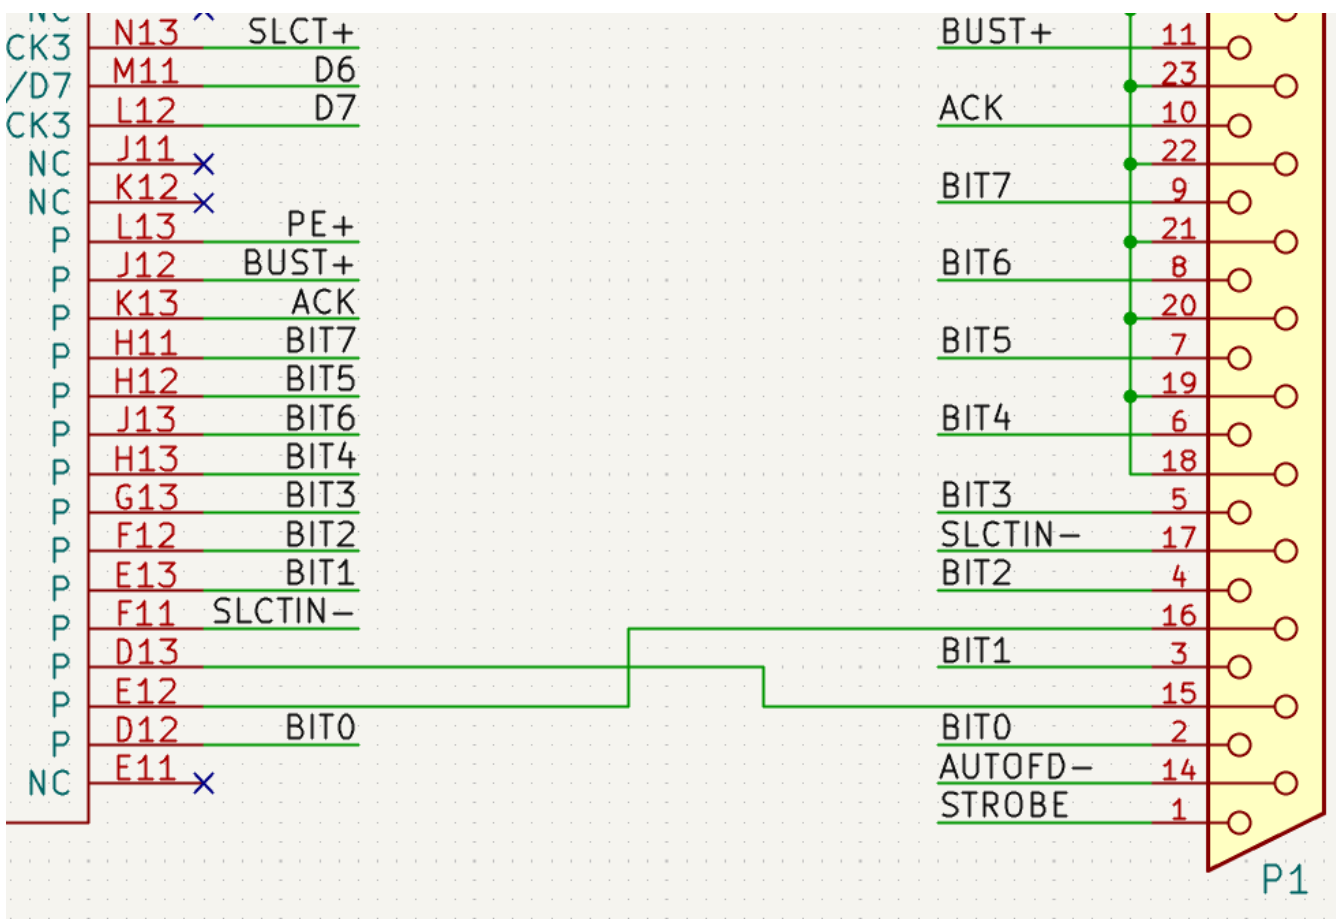 NC
CK3 N13 SLCT+ BUST+ 11
/D7 M11 D6 23
CK3 L12 D7 ACK 10
NC J11 22
NC K12 BIT7 9
P L13 PE+ 21
P J12 BUST+ BIT6 8
P K13 ACK 20
P H11 BIT7 BIT5 7
P H12 BIT5 19
P J13 BIT6 BIT4 6
P H13 BIT4 18
P G13 BIT3 BIT3 5
P F12 BIT2 SLCTIN- 17
P E13 BIT1 BIT2 4
P F11 SLCTIN- 16
P D13 BIT1 3
P E12 15
P D12 BIT0 BIT0 2
NC E11 AUTOFD- 14
STROBE 1
P1